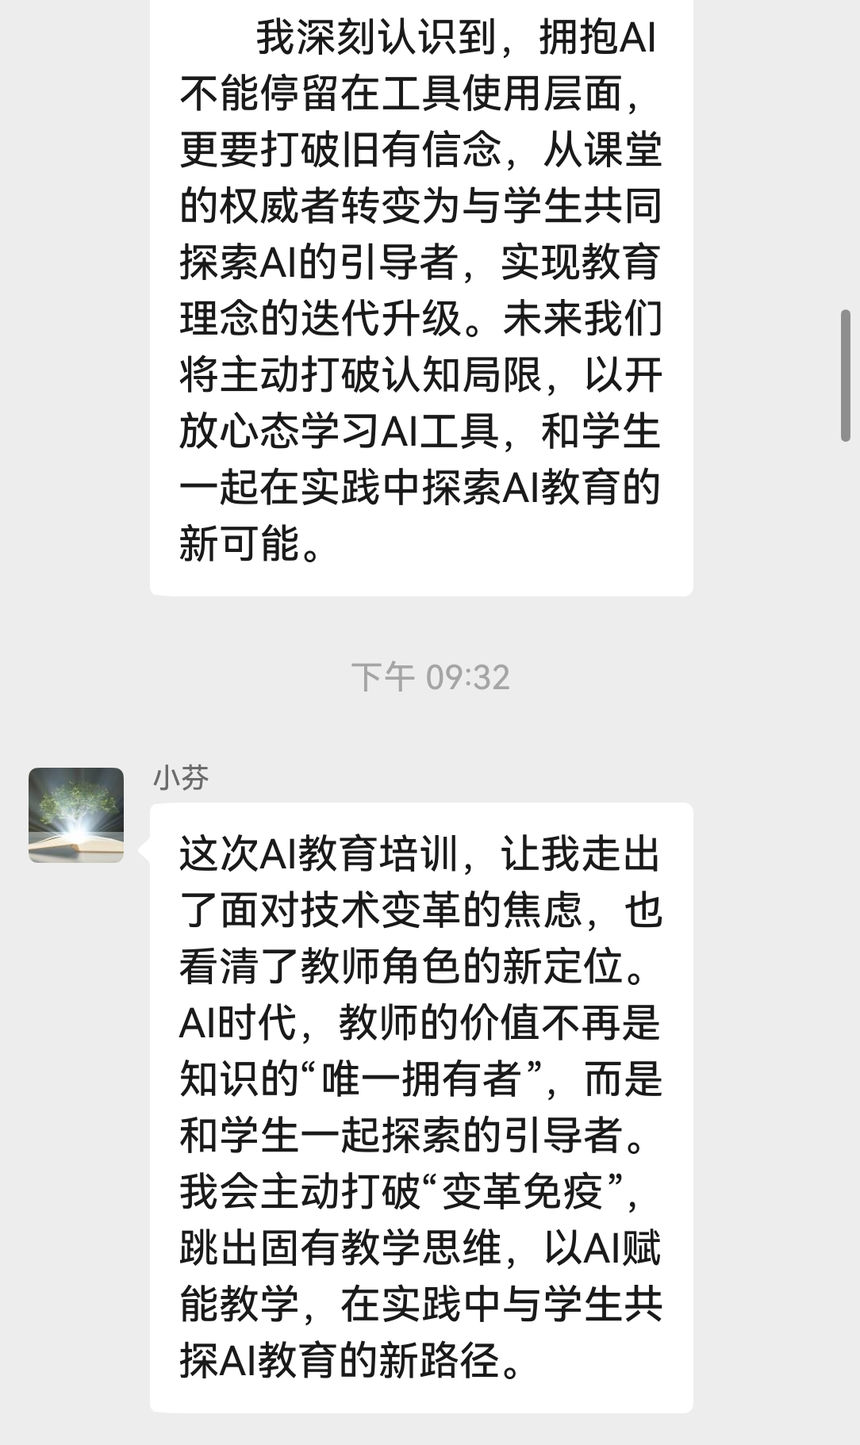 我深刻认识到，拥抱AI
不能停留在工具使用层面，
更要打破旧有信念，从课堂
的权威者转变为与学生共同
探索AI的引导者，实现教育
理念的迭代升级。未来我们
将主动打破认知局限，以开
放心态学习AI工具，和学生
一起在实践中探索AI教育的
新可能。
下午 09:32
小芬
这次AI教育培训，让我走出
了面对技术变革的焦虑，也
看清了教师角色的新定位。
AI时代，教师的价值不再是
知识的“唯一拥有者”，而是
和学生一起探索的引导者。
我会主动打破“变革免疫”，
跳出固有教学思维，以AI赋
能教学，在实践中与学生共
探AI教育的新路径。